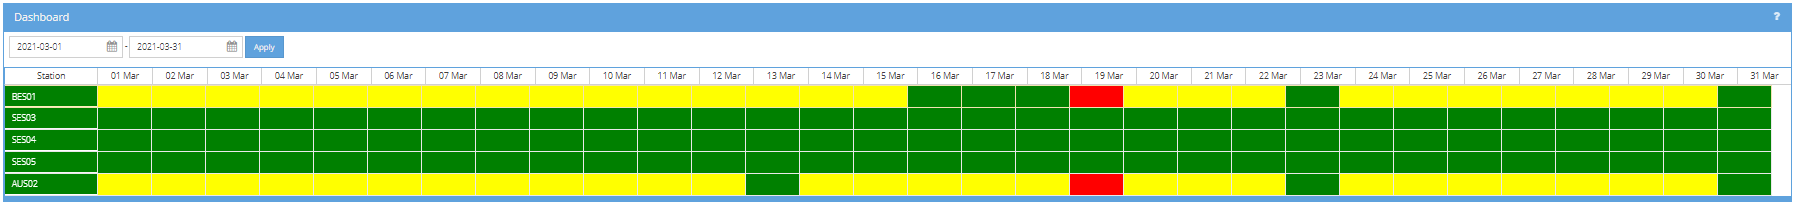 Dashboard ?
2021-03-01 - 2021-03-31 Apply
Station 01 Mar 02 Mar 03 Mar 04 Mar 05 Mar 06 Mar 07 Mar 08 Mar 09 Mar 10 Mar 11 Mar 12 Mar 13 Mar 14 Mar 15 Mar 16 Mar 17 Mar 18 Mar 19 Mar 20 Mar 21 Mar 22 Mar 23 Mar 24 Mar 25 Mar 26 Mar 27 Mar 28 Mar 29 Mar 30 Mar 31 Mar
BES01
SES03
SES04
SES05
AUS02